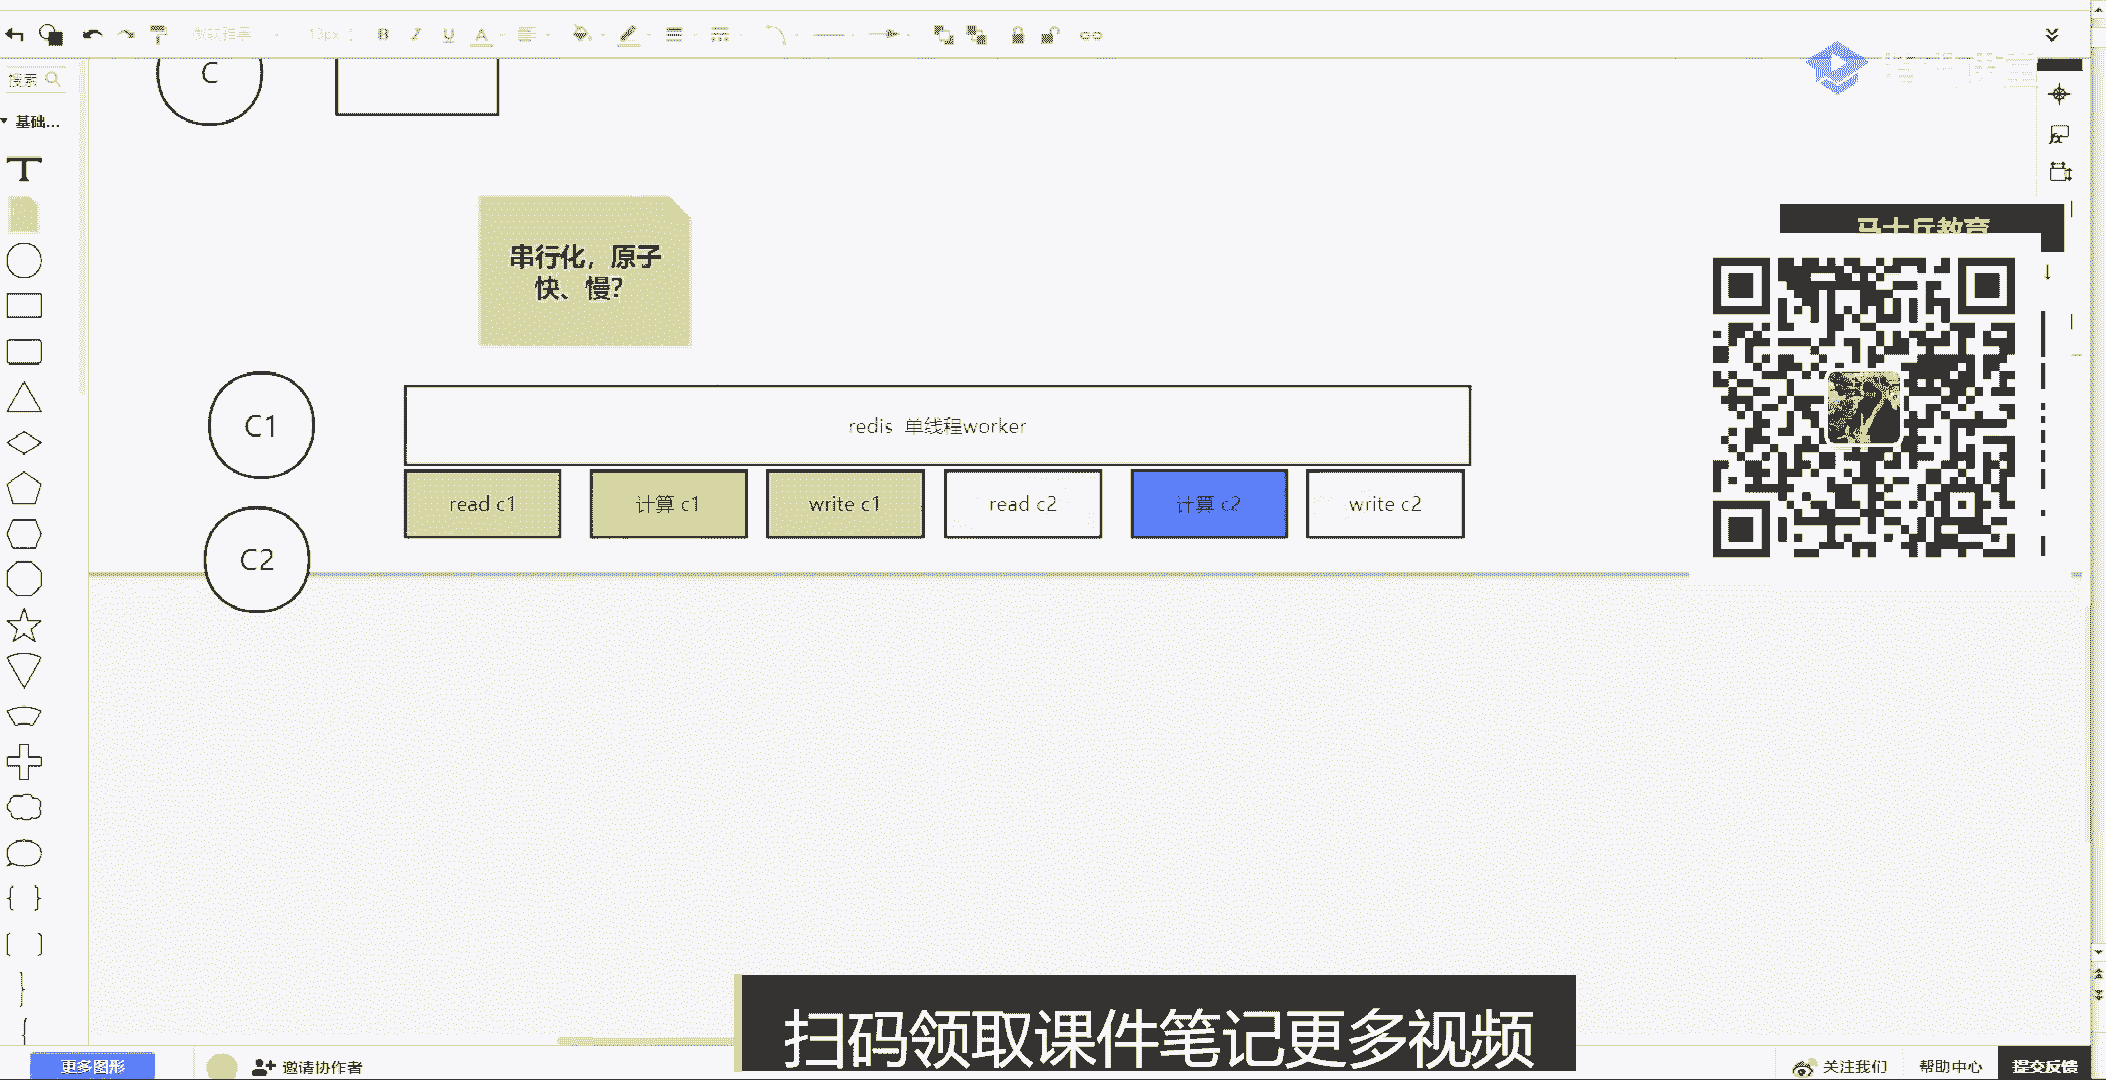 微软雅黑
13px
B
I
U
A
搜索
基础...
T
C
马士兵教育
串行化，原子
快、慢？
C1
redis 单线程worker
read c1
计算 c1
write c1
read c2
计算 c2
write c2
C2
扫码领取课件笔记更多视频
更多图形
邀请协作者
关注我们
帮助中心
提交反馈